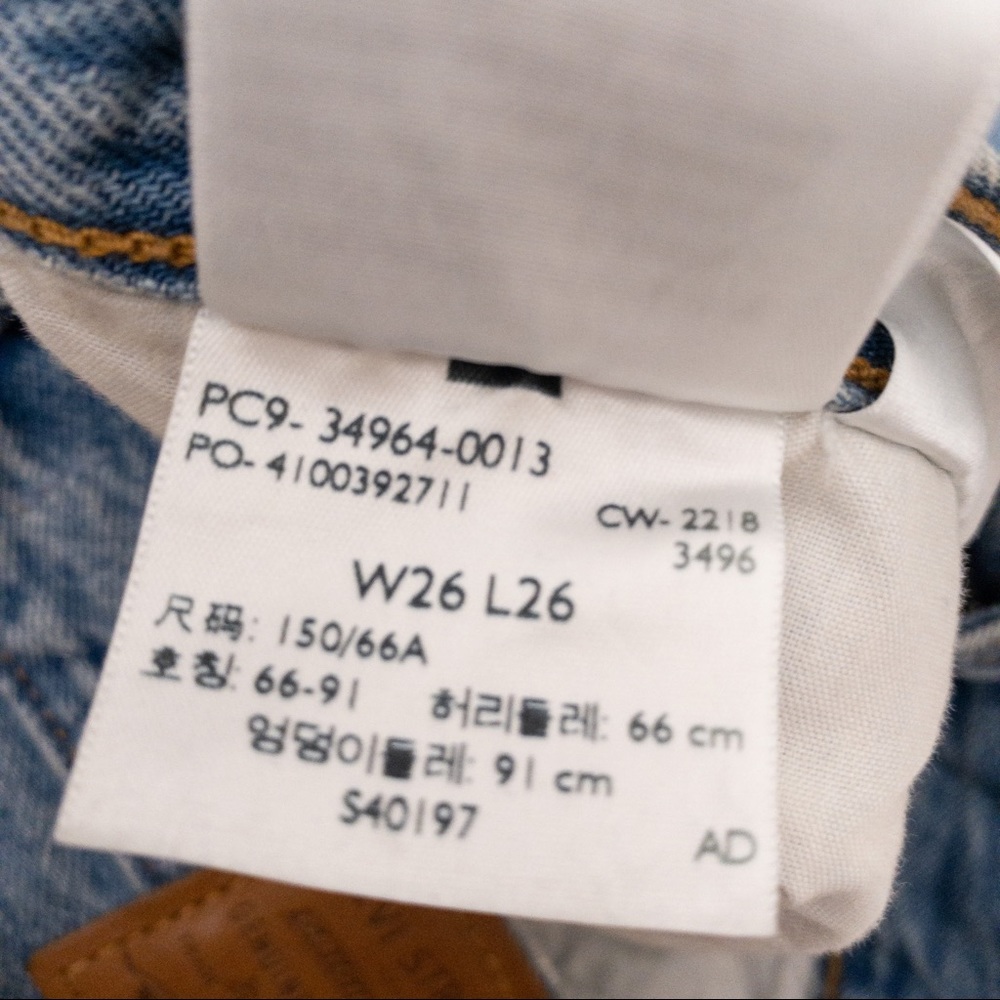 PC9- 34964-0013
PO- 4100392711
CW- 2218
3496
W26 L26
尺码: 150/66A
호칭: 66-91 허리둘레: 66 cm
엉덩이둘레: 91 cm
S40197
AD